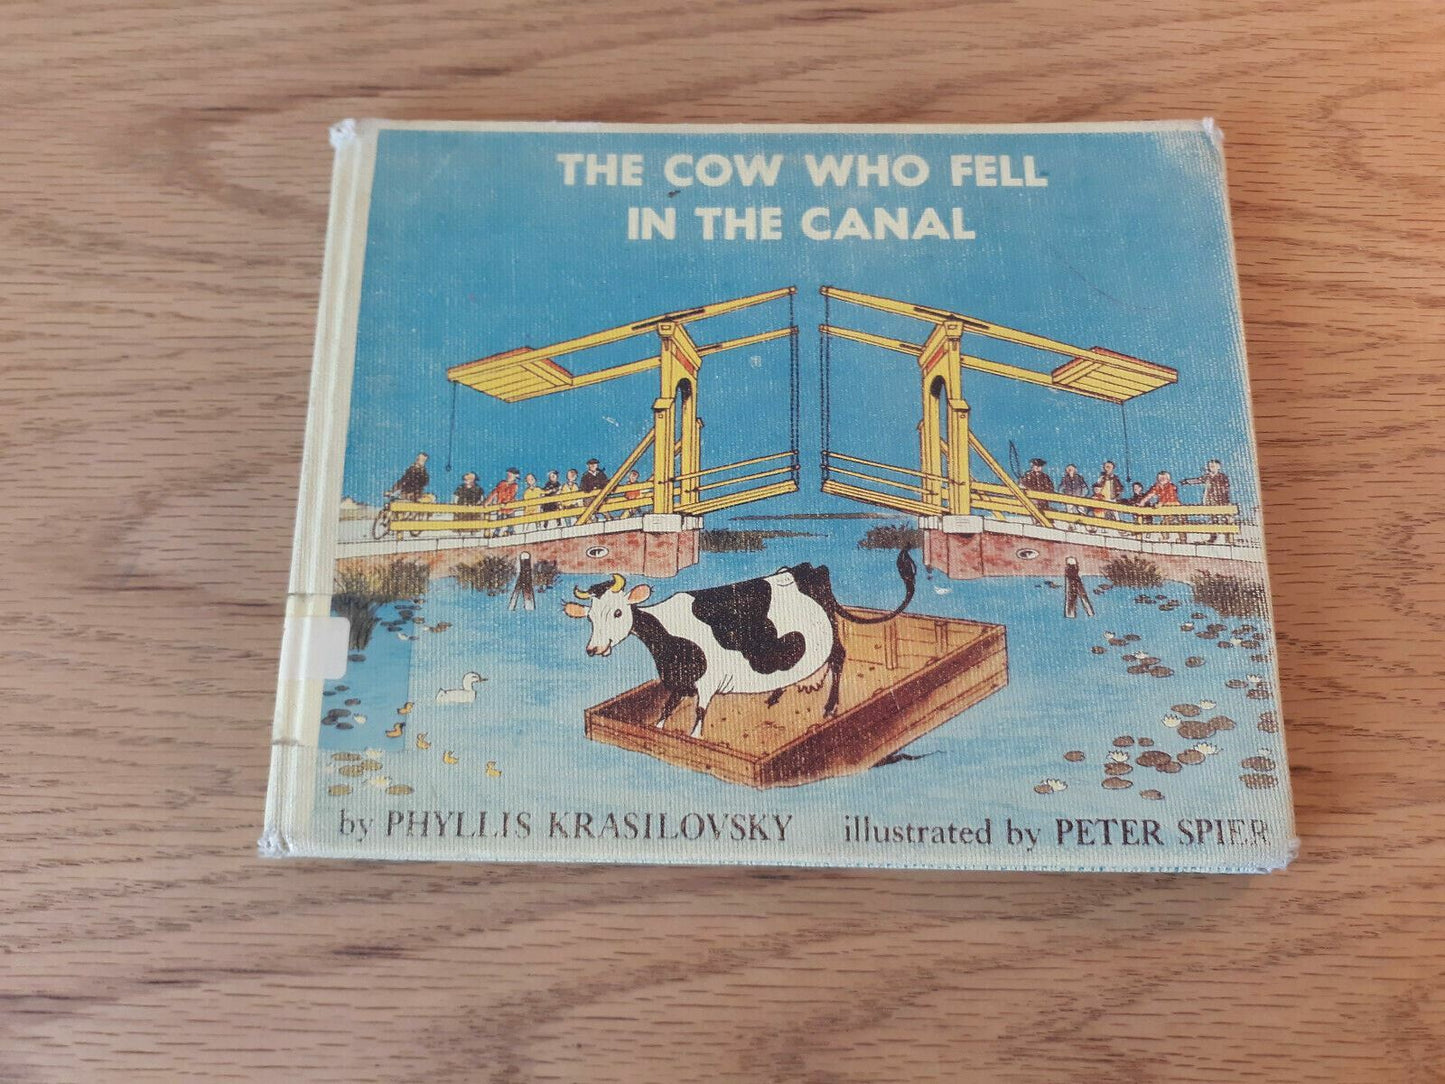 THE COW WHO FELL
IN THE CANAL
by PHYLLIS KRASILOVSKY illustrated by PETER SPIER